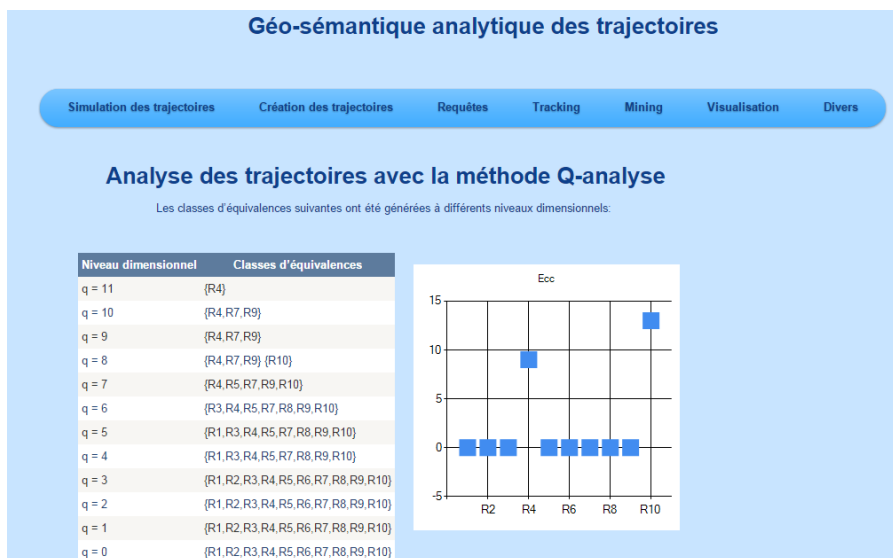 Géo-sémantique analytique des trajectoires
Simulation des trajectoires Création des trajectoires Requêtes Tracking Mining Visualisation Divers
Analyse des trajectoires avec la méthode Q-analyse
Les classes d'équivalences suivantes ont été générées à différents niveaux dimensionnels:
Niveau dimensionnel Classes d'équivalences
q = 11 {R4}
q = 10 {R4,R7,R9}
q = 9 {R4,R7,R9}
q = 8 {R4,R7,R9} {R10}
q = 7 {R4,R5,R7,R9,R10}
q = 6 {R3,R4,R5,R7,R8,R9,R10}
q = 5 {R1,R3,R4,R5,R7,R8,R9,R10}
q = 4 {R1,R3,R4,R5,R7,R8,R9,R10}
q = 3 {R1,R2,R3,R4,R5,R6,R7,R8,R9,R10}
q = 2 {R1,R2,R3,R4,R5,R6,R7,R8,R9,R10}
q = 1 {R1,R2,R3,R4,R5,R6,R7,R8,R9,R10}
q = 0 {R1,R2,R3,R4,R5,R6,R7,R8,R9,R10}
Ecc
15
10
5
0
-5
R2 R4 R6 R8 R10